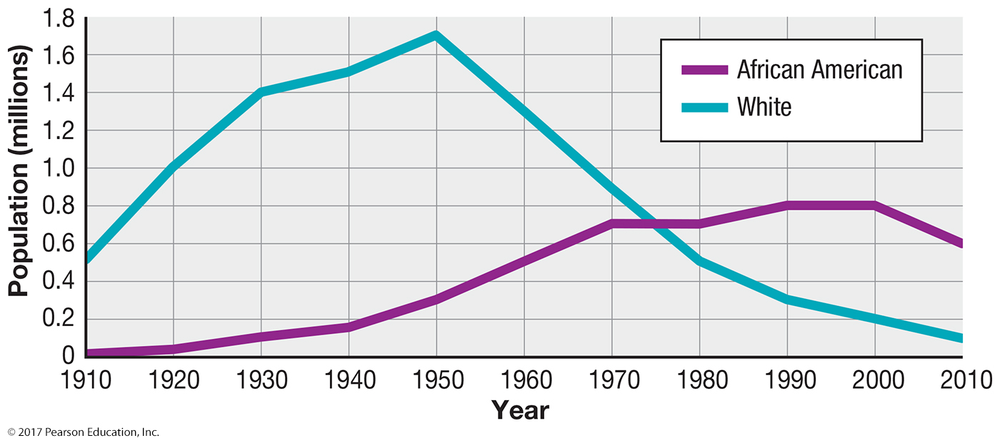 Population (millions)
1.8
1.6
1.4
1.2
1.0
0.8
0.6
0.4
0.2
0
African American
White
1910 1920 1930 1940 1950 1960 1970 1980 1990 2000 2010
Year
© 2017 Pearson Education, Inc.